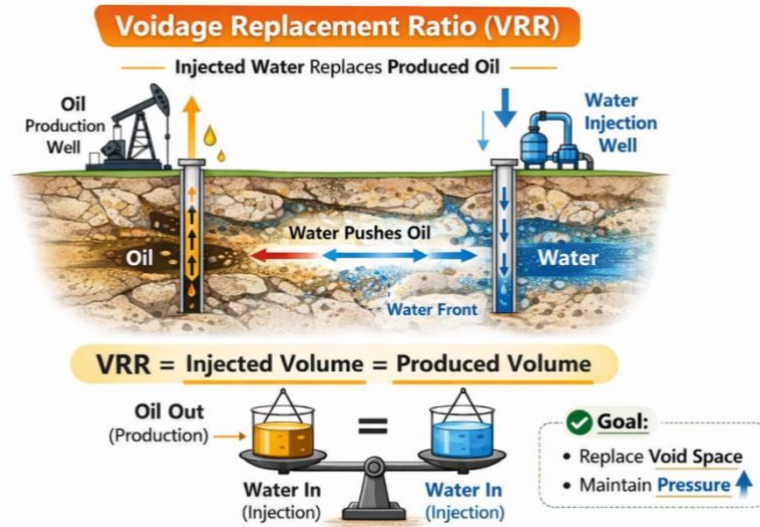 Voidage Replacement Ratio (VRR)
Injected Water Replaces Produced Oil
Oil
Production
Well
Water
Injection
Well
Water Pushes Oil
Oil
Water
Water Front
VRR = Injected Volume = Produced Volume
Oil Out
(Production)
=
Water In
(Injection)
Water In
(Injection)
Goal:
• Replace Void Space
• Maintain Pressure